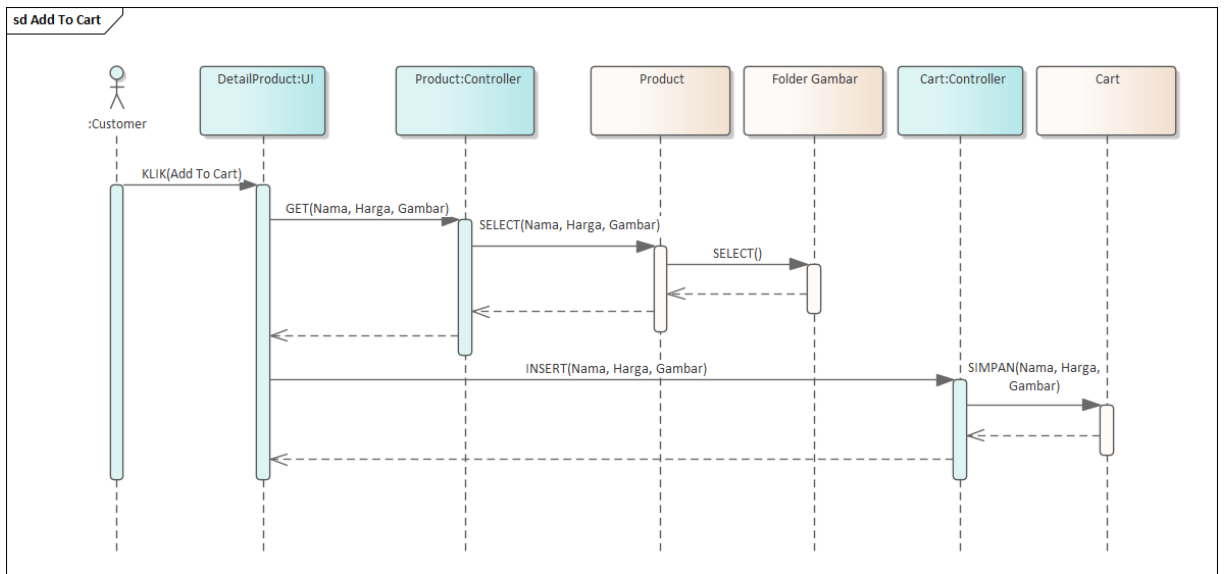 sd Add To Cart
:Customer
DetailProduct:UI
Product:Controller
Product
Folder Gambar
Cart:Controller
Cart
KLIK(Add To Cart)
GET(Nama, Harga, Gambar)
SELECT(Nama, Harga, Gambar)
SELECT()
INSERT(Nama, Harga, Gambar)
SIMPAN(Nama, Harga,
Gambar)